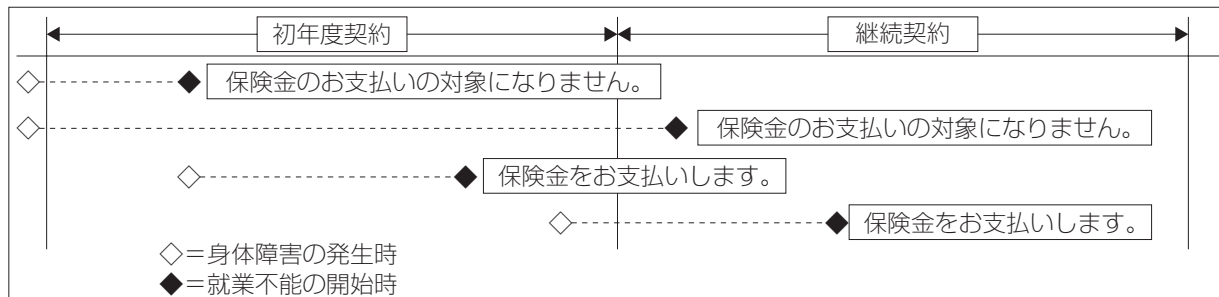 初年度契約 継続契約
保険金のお支払いの対象になりません。
保険金のお支払いの対象になりません。
保険金をお支払いします。
保険金をお支払いします。
◇=身体障害の発生時
◆=就業不能の開始時